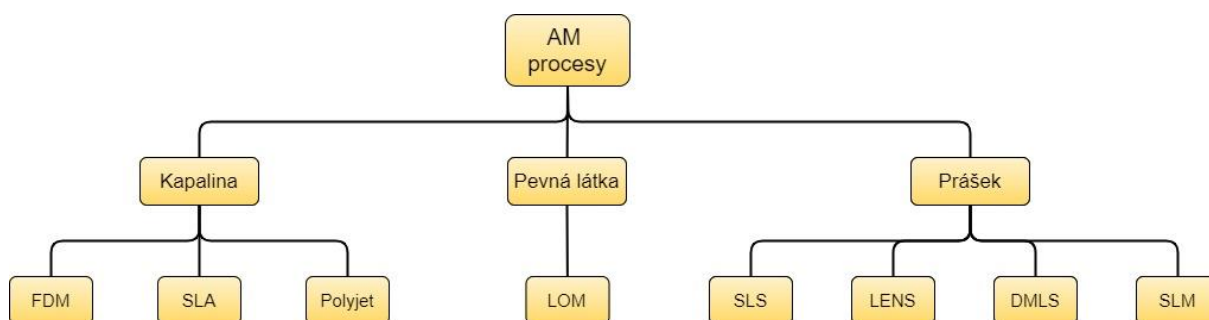 AM
procesy
Kapalina
Pevná látka
Prášek
FDM
SLA
Polyjet
LOM
SLS
LENS
DMLS
SLM